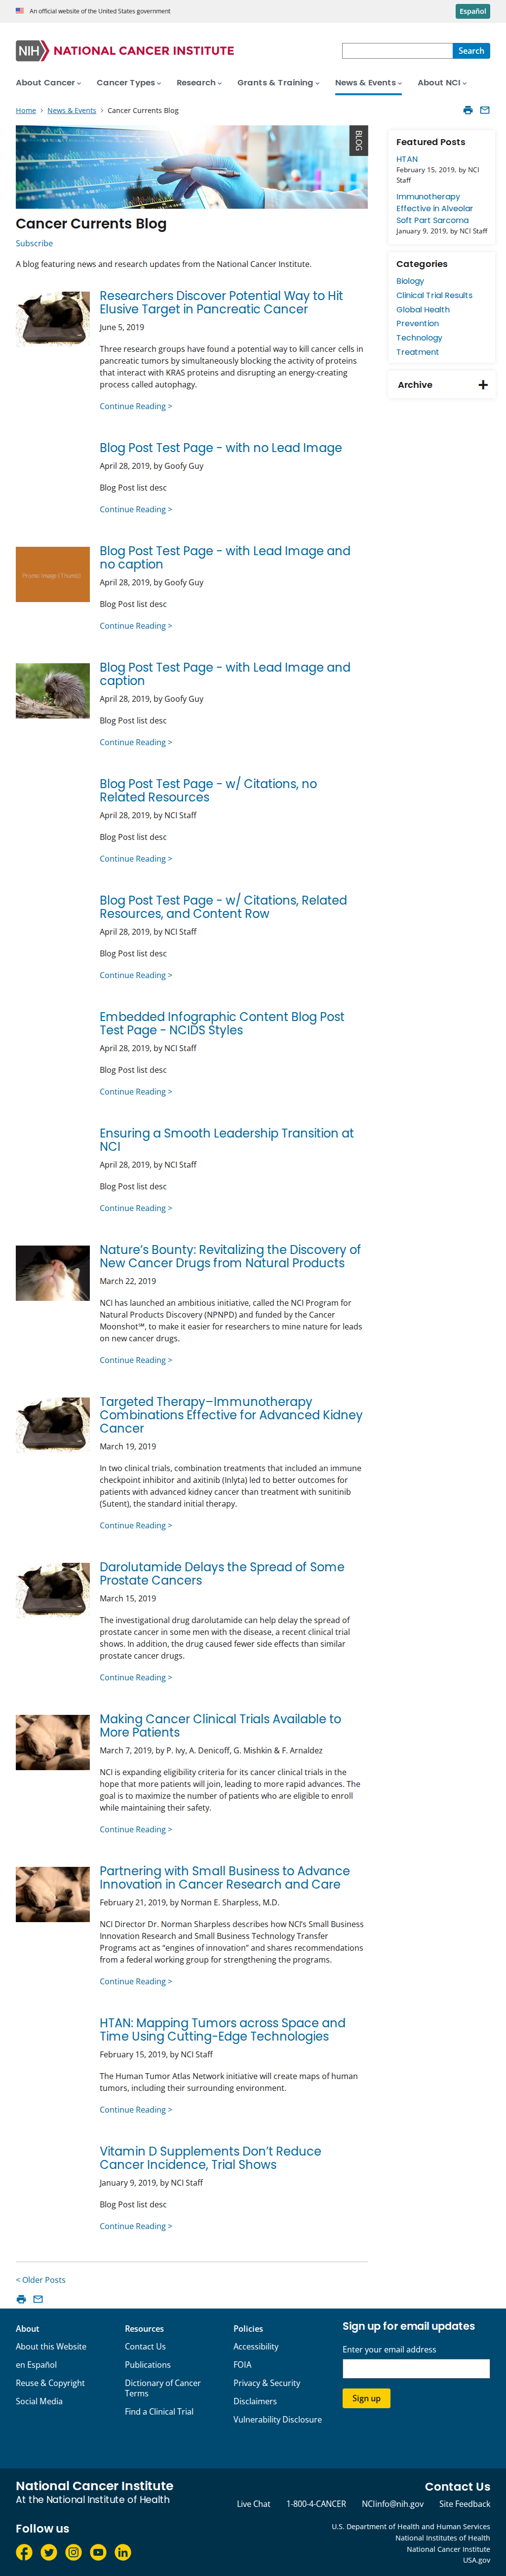 An official website of the United States government
Español
NIH NATIONAL CANCER INSTITUTE
Search
About Cancer
Cancer Types
Research
Grants & Training
News & Events
About NCI
Home > News & Events > Cancer Currents Blog
BLOG
Cancer Currents Blog
Subscribe
A blog featuring news and research updates from the National Cancer Institute.
Researchers Discover Potential Way to Hit
Elusive Target in Pancreatic Cancer
June 5, 2019
Three research groups have found a potential way to kill cancer cells in
pancreatic tumors by simultaneously blocking the activity of proteins
that interact with KRAS proteins and disrupting an energy-creating
process called autophagy.
Continue Reading >
Blog Post Test Page - with no Lead Image
April 28, 2019, by Goofy Guy
Blog Post list desc
Continue Reading >
Blog Post Test Page - with Lead Image and
no caption
April 28, 2019, by Goofy Guy
Blog Post list desc
Continue Reading >
Blog Post Test Page - with Lead Image and
caption
April 28, 2019, by Goofy Guy
Blog Post list desc
Continue Reading >
Blog Post Test Page - w/ Citations, no
Related Resources
April 28, 2019, by NCI Staff
Blog Post list desc
Continue Reading >
Blog Post Test Page - w/ Citations, Related
Resources, and Content Row
April 28, 2019, by NCI Staff
Blog Post list desc
Continue Reading >
Embedded Infographic Content Blog Post
Test Page - NCIDS Styles
April 28, 2019, by NCI Staff
Blog Post list desc
Continue Reading >
Ensuring a Smooth Leadership Transition at
NCI
April 28, 2019, by NCI Staff
Blog Post list desc
Continue Reading >
Nature’s Bounty: Revitalizing the Discovery of
New Cancer Drugs from Natural Products
March 22, 2019
NCI has launched an ambitious initiative, called the NCI Program for
Natural Products Discovery (NPNPD) and funded by the Cancer
Moonshot℠, to make it easier for researchers to mine nature for leads
on new cancer drugs.
Continue Reading >
Targeted Therapy–Immunotherapy
Combinations Effective for Advanced Kidney
Cancer
March 19, 2019
In two clinical trials, combination treatments that included an immune
checkpoint inhibitor and axitinib (Inlyta) led to better outcomes for
patients with advanced kidney cancer than treatment with sunitinib
(Sutent), the standard initial therapy.
Continue Reading >
Darolutamide Delays the Spread of Some
Prostate Cancers
March 15, 2019
The investigational drug darolutamide can help delay the spread of
prostate cancer in some men with the disease, a recent clinical trial
shows. In addition, the drug caused fewer side effects than similar
prostate cancer drugs.
Continue Reading >
Making Cancer Clinical Trials Available to
More Patients
March 7, 2019, by P. Ivy, A. Denicoff, G. Mishkin & F. Arnaldez
NCI is expanding eligibility criteria for its cancer clinical trials in the
hope that more patients will join, leading to more rapid advances. The
goal is to maximize the number of patients who are eligible to enroll
while maintaining their safety.
Continue Reading >
Partnering with Small Business to Advance
Innovation in Cancer Research and Care
February 21, 2019, by Norman E. Sharpless, M.D.
NCI Director Dr. Norman Sharpless describes how NCI’s Small Business
Innovation Research and Small Business Technology Transfer
Programs act as “engines of innovation” and shares recommendations
from a federal working group for strengthening the programs.
Continue Reading >
HTAN: Mapping Tumors across Space and
Time Using Cutting-Edge Technologies
February 15, 2019, by NCI Staff
The Human Tumor Atlas Network initiative will create maps of human
tumors, including their surrounding environment.
Continue Reading >
Vitamin D Supplements Don’t Reduce
Cancer Incidence, Trial Shows
January 9, 2019, by NCI Staff
Blog Post list desc
Continue Reading >
< Older Posts
Featured Posts
HTAN
February 15, 2019, by NCI
Staff
Immunotherapy
Effective in Alveolar
Soft Part Sarcoma
January 9, 2019, by NCI Staff
Categories
Biology
Clinical Trial Results
Global Health
Prevention
Technology
Treatment
Archive
About
About this Website
en Español
Reuse & Copyright
Social Media
Resources
Contact Us
Publications
Dictionary of Cancer
Terms
Find a Clinical Trial
Policies
Accessibility
FOIA
Privacy & Security
Disclaimers
Vulnerability Disclosure
Sign up for email updates
Enter your email address
Sign up
National Cancer Institute
At the National Institutes of Health
Follow us
Contact Us
Live Chat
1-800-4-CANCER
NCIinfo@nih.gov
Site Feedback
U.S. Department of Health and Human Services
National Institutes of Health
National Cancer Institute
USA.gov